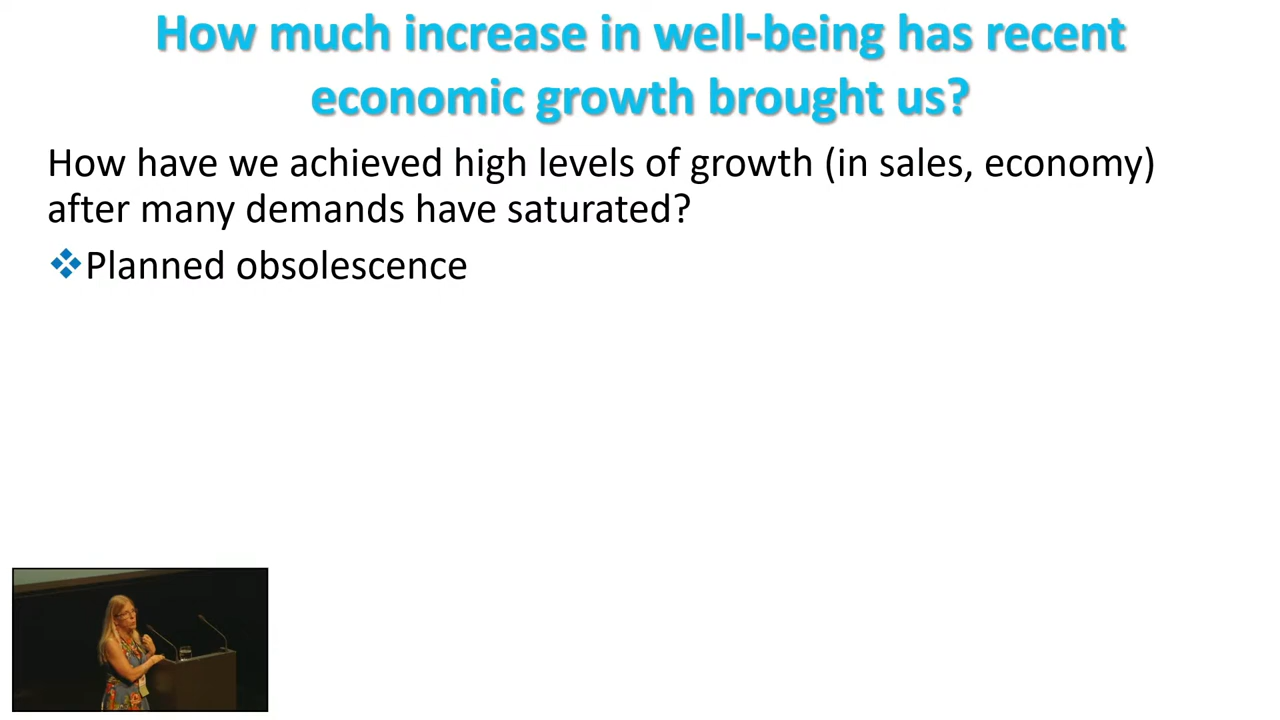 How much increase in well-being has recent
economic growth brought us?
How have we achieved high levels of growth (in sales, economy)
after many demands have saturated?
❖Planned obsolescence